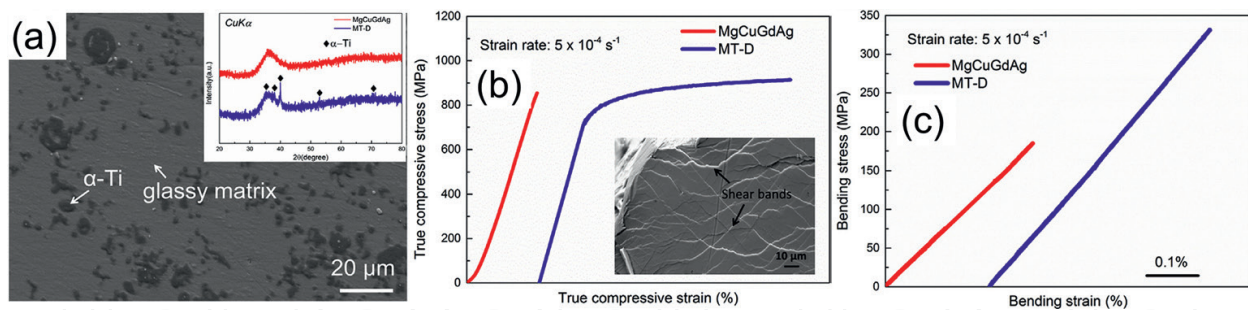 (a)
CuKα
MgCuGdAg
MT-D
♦α-Ti
Intensity(a.u.)
20 30 40 50 60 70 80
2θ(degree)
α-Ti
glassy matrix
20 μm
(b)
1200
1000
800
600
400
200
0
True compressive stress (MPa)
Strain rate: 5 x 10⁻⁴ s⁻¹
MgCuGdAg
MT-D
Shear bands
10 μm
True compressive strain (%)
(c)
350
300
250
200
150
100
50
0
Bending stress (MPa)
Strain rate: 5 x 10⁻⁴ s⁻¹
MgCuGdAg
MT-D
0.1%
Bending strain (%)